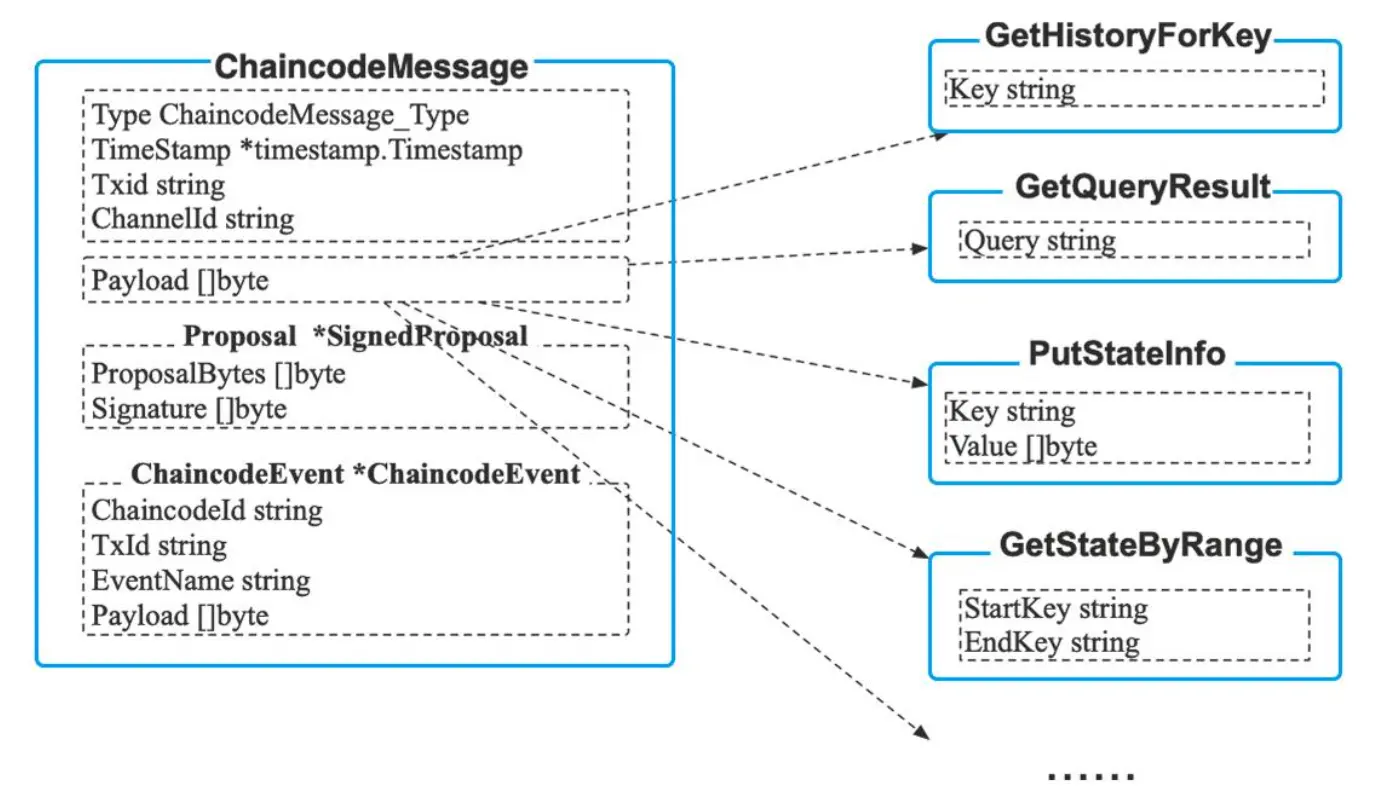 ChaincodeMessage
Type ChaincodeMessage_Type
TimeStamp *timestamp.Timestamp
Txid string
ChannelId string
Payload []byte
Proposal *SignedProposal
ProposalBytes []byte
Signature []byte
ChaincodeEvent *ChaincodeEvent
ChaincodeId string
TxId string
EventName string
Payload []byte
GetHistoryForKey
Key string
GetQueryResult
Query string
PutStateInfo
Key string
Value []byte
GetStateByRange
StartKey string
EndKey string
......